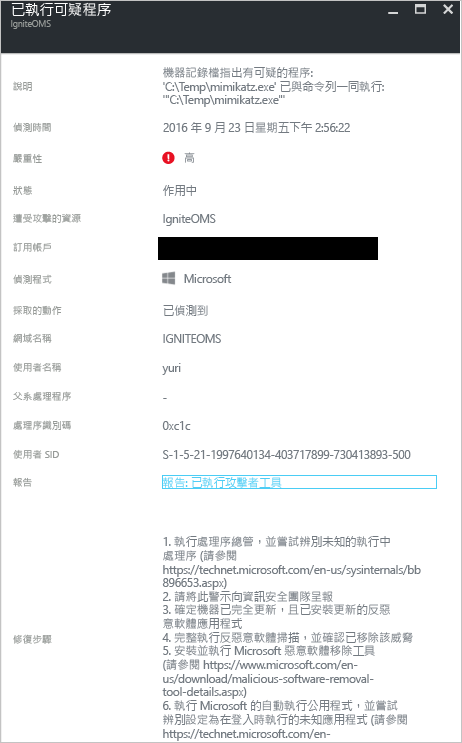 已執行可疑程序
IgniteOMS
說明
機器記錄檔指出有可疑的程序:
'C:\Temp\mimikatz.exe' 已與命令列一同執行:
'"C:\Temp\mimikatz.exe"'
偵測時間
2016 年 9 月 23 日星期五下午 2:56:22
嚴重性
高
狀態
作用中
遭受攻擊的資源
IgniteOMS
訂用帳戶
偵測程式
Microsoft
採取的動作
已偵測到
網域名稱
IGNITEOMS
使用者名稱
yuri
父系處理程序
-
處理序識別碼
0xc1c
使用者 SID
S-1-5-21-1997640134-403717899-730413893-500
報告
報告: 已執行攻擊者工具
修復步驟
1. 執行處理序總管，並嘗試辨別未知的執行中
處理序 (請參閱
https://technet.microsoft.com/en-us/sysinternals/bb
896653.aspx)
2. 請將此警示向資訊安全團隊呈報
3. 確定機器已完全更新，且已安裝更新的反惡
意軟體應用程式
4. 完整執行反惡意軟體掃描，並確認已移除該威脅
5. 安裝並執行 Microsoft 惡意軟體移除工具
(請參閱 https://www.microsoft.com/en-
us/download/malicious-software-removal-
tool-details.aspx)
6. 執行 Microsoft 的自動執行公用程式，並嘗試
辨別設定為在登入時執行的未知應用程式 (請參閱
https://technet.microsoft.com/en-